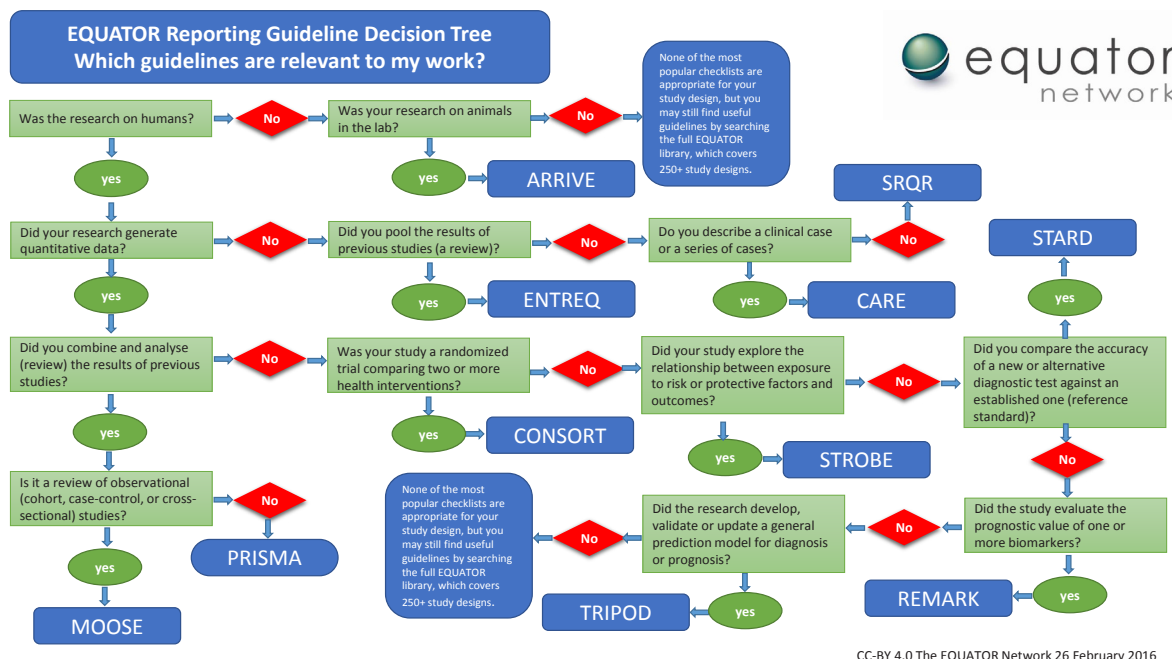 EQUATOR Reporting Guideline Decision Tree
Which guidelines are relevant to my work?
equator
network
Was the research on humans?
No
Was your research on animals
in the lab?
No
None of the most
popular checklists are
appropriate for your
study design, but you
may still find useful
guidelines by searching
the full EQUATOR
library, which covers
250+ study designs.
yes
yes
ARRIVE
SRQR
Did your research generate
quantitative data?
No
Did you pool the results of
previous studies (a review)?
No
Do you describe a clinical case
or a series of cases?
No
STARD
yes
yes
ENTREQ
yes
CARE
yes
Did you combine and analyse
(review) the results of previous
studies?
No
Was your study a randomized
trial comparing two or more
health interventions?
No
Did your study explore the
relationship between exposure
to risk or protective factors and
outcomes?
No
Did you compare the accuracy
of a new or alternative
diagnostic test against an
established one (reference
standard)?
yes
yes
CONSORT
yes
STROBE
No
Is it a review of observational
(cohort, case-control, or cross-
sectional) studies?
No
PRISMA
None of the most
popular checklists are
appropriate for your
study design, but you
may still find useful
guidelines by searching
the full EQUATOR
library, which covers
250+ study designs.
No
Did the research develop,
validate or update a general
prediction model for diagnosis
or prognosis?
No
Did the study evaluate the
prognostic value of one or
more biomarkers?
yes
MOOSE
TRIPOD
yes
REMARK
yes
CC-BY 4.0 The EQUATOR Network 26 February 2016